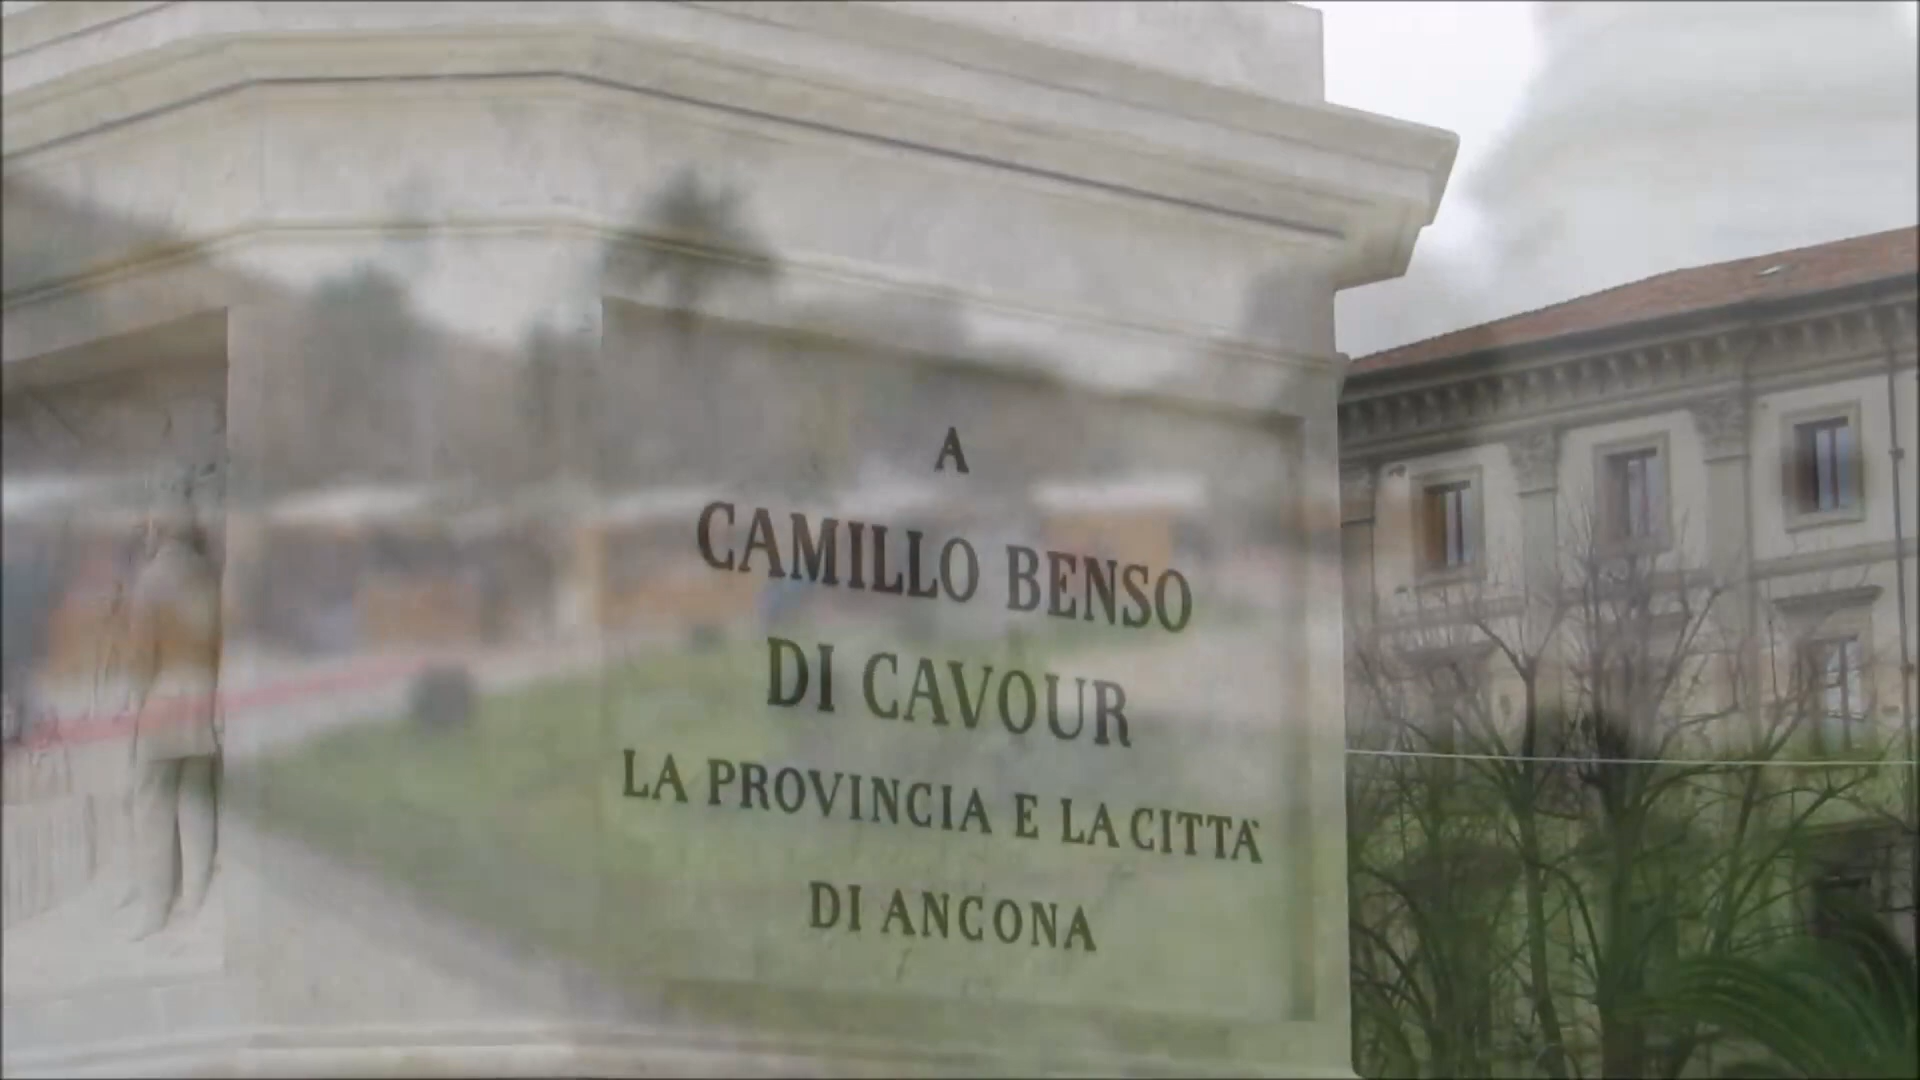 A
CAMILLO BENSO
DI CAVOUR
LA PROVINCIA E LA CITTÀ
DI ANCONA